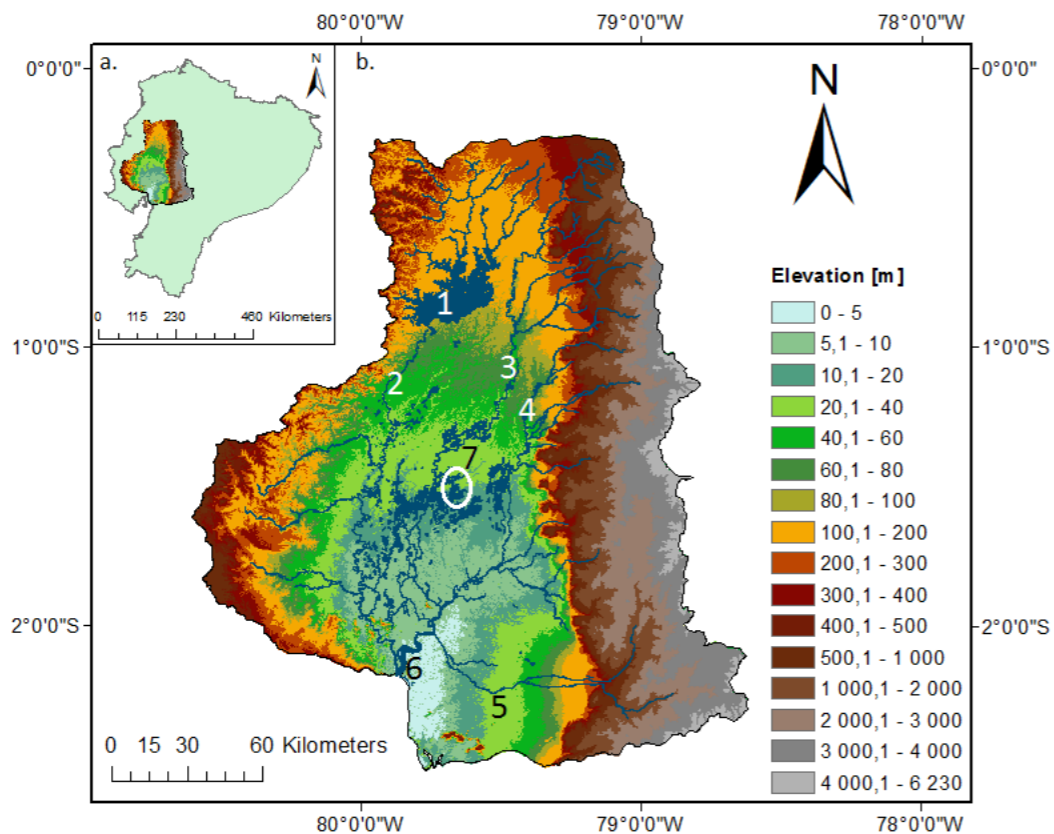 80°0'0"W 79°0'0"W 78°0'0"W
0°0'0" 0°0'0"
a. b.
N
N
0 115 230 460 Kilometers
1°0'0"S 1°0'0"S
2°0'0"S 2°0'0"S
1
2
3
4
7
6
5
Elevation [m]
0 - 5
5,1 - 10
10,1 - 20
20,1 - 40
40,1 - 60
60,1 - 80
80,1 - 100
100,1 - 200
200,1 - 300
300,1 - 400
400,1 - 500
500,1 - 1 000
1 000,1 - 2 000
2 000,1 - 3 000
3 000,1 - 4 000
4 000,1 - 6 230
0 15 30 60 Kilometers
80°0'0"W 79°0'0"W 78°0'0"W